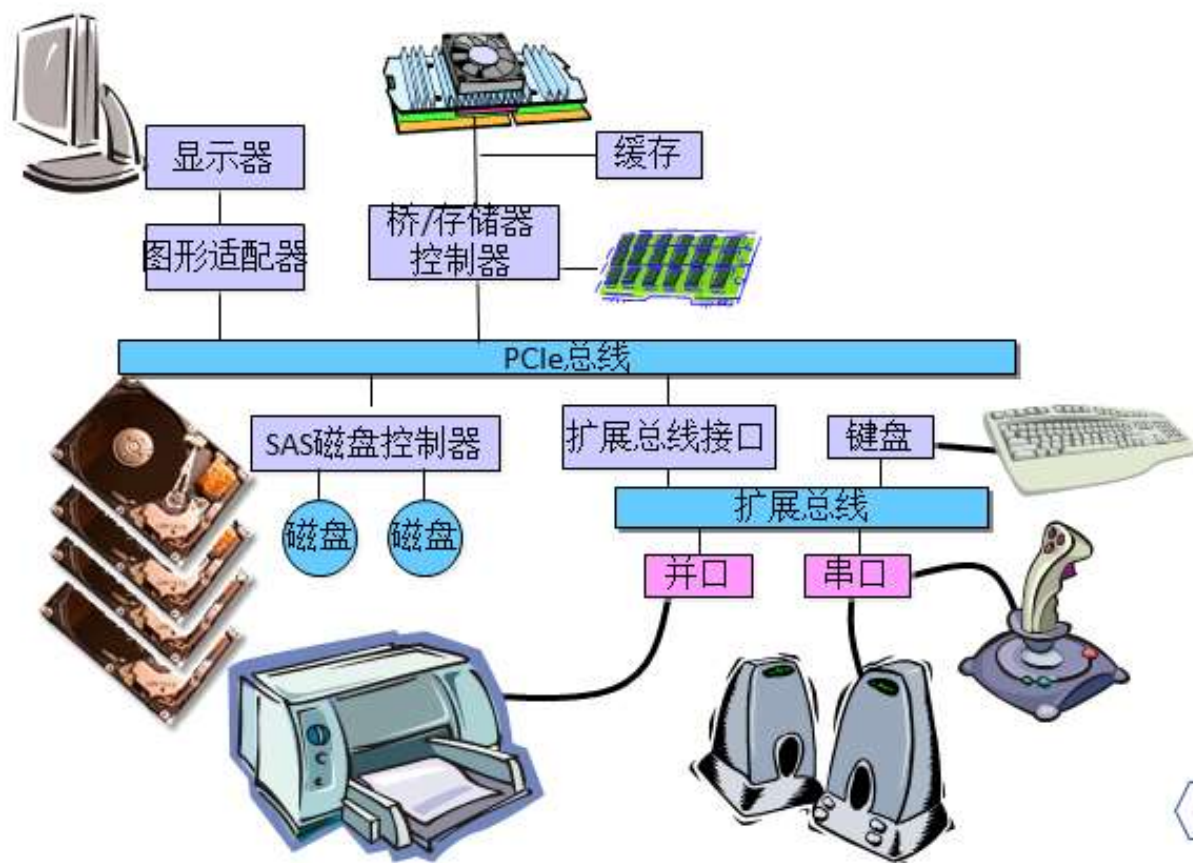 显示器
缓存
图形适配器
桥/存储器
控制器
PCIe总线
SAS磁盘控制器
扩展总线接口
键盘
扩展总线
磁盘
磁盘
并口
串口